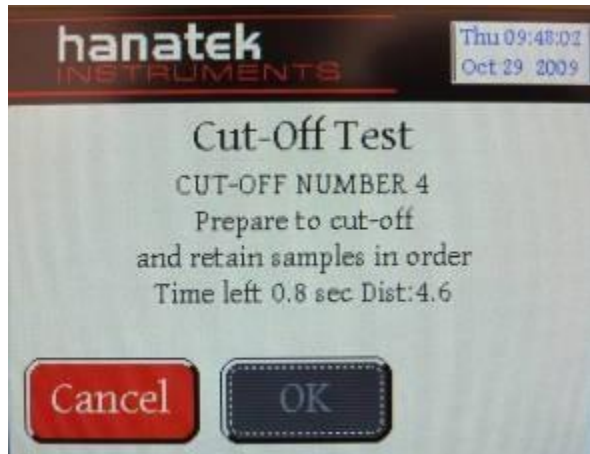 hanatek
INSTRUMENTS
Thu 09:48:02
Oct 29 2009
Cut-Off Test
CUT-OFF NUMBER 4
Prepare to cut-off
and retain samples in order
Time left 0.8 sec Dist:4.6
Cancel
OK